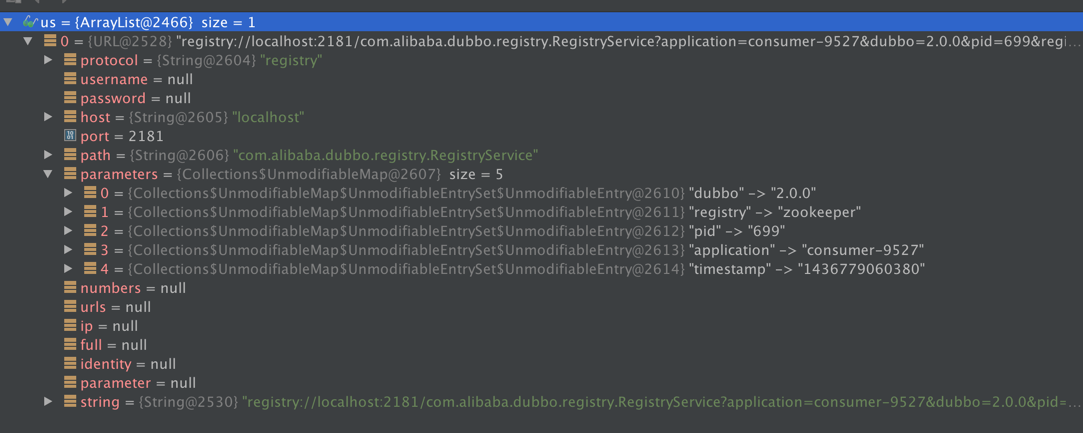 us = {ArrayList@2466} size = 1
0 = {URL@2528} "registry://localhost:2181/com.alibaba.dubbo.registry.RegistryService?application=consumer-9527&dubbo=2.0.0&pid=699&regi...
protocol = {String@2604} "registry"
username = null
password = null
host = {String@2605} "localhost"
port = 2181
path = {String@2606} "com.alibaba.dubbo.registry.RegistryService"
parameters = {Collections$UnmodifiableMap@2607} size = 5
0 = {Collections$UnmodifiableMap$UnmodifiableEntrySet$UnmodifiableEntry@2610} "dubbo" -> "2.0.0"
1 = {Collections$UnmodifiableMap$UnmodifiableEntrySet$UnmodifiableEntry@2611} "registry" -> "zookeeper"
2 = {Collections$UnmodifiableMap$UnmodifiableEntrySet$UnmodifiableEntry@2612} "pid" -> "699"
3 = {Collections$UnmodifiableMap$UnmodifiableEntrySet$UnmodifiableEntry@2613} "application" -> "consumer-9527"
4 = {Collections$UnmodifiableMap$UnmodifiableEntrySet$UnmodifiableEntry@2614} "timestamp" -> "1436779060380"
numbers = null
urls = null
ip = null
full = null
identity = null
parameter = null
string = {String@2530} "registry://localhost:2181/com.alibaba.dubbo.registry.RegistryService?application=consumer-9527&dubbo=2.0.0&pid=...